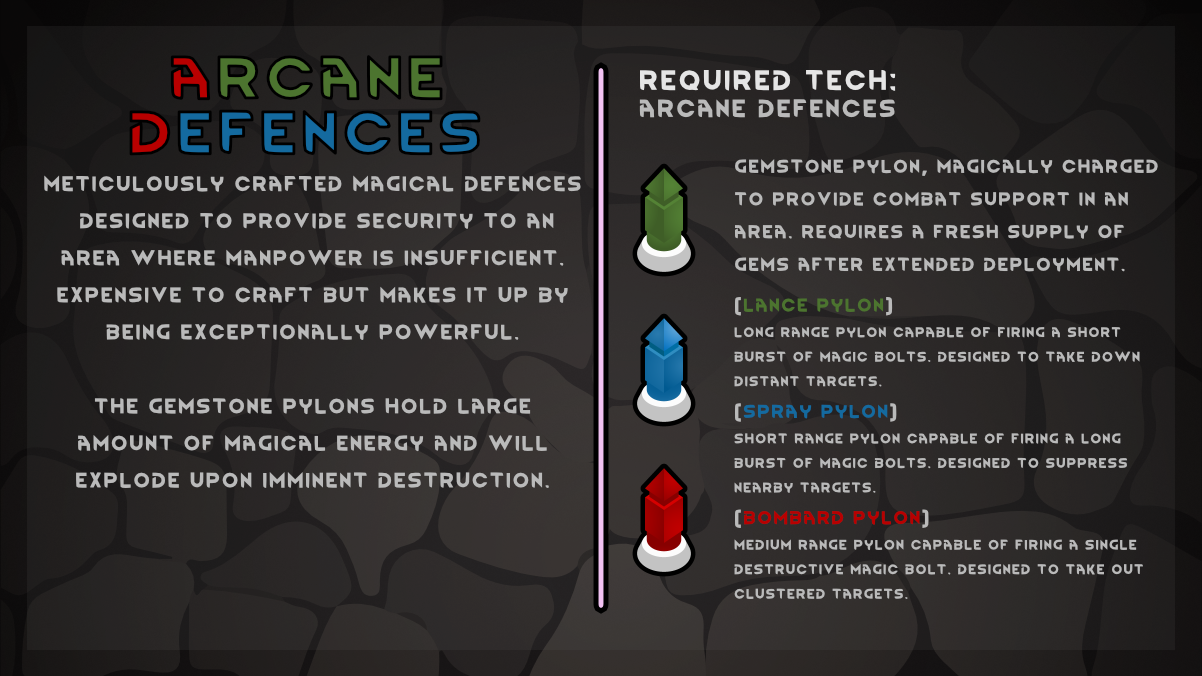 ARCANE
DEFENCES
METICULOUSLY CRAFTED MAGICAL DEFENCES
DESIGNED TO PROVIDE SECURITY TO AN
AREA WHERE MANPOWER IS INSUFFICIENT.
EXPENSIVE TO CRAFT BUT MAKES IT UP BY
BEING EXCEPTIONALLY POWERFUL.
THE GEMSTONE PYLONS HOLD LARGE
AMOUNT OF MAGICAL ENERGY AND WILL
EXPLODE UPON IMMINENT DESTRUCTION.
REQUIRED TECH:
ARCANE DEFENCES
GEMSTONE PYLON, MAGICALLY CHARGED
TO PROVIDE COMBAT SUPPORT IN AN
AREA. REQUIRES A FRESH SUPPLY OF
GEMS AFTER EXTENDED DEPLOYMENT.
[LANCE PYLON]
LONG RANGE PYLON CAPABLE OF FIRING A SHORT
BURST OF MAGIC BOLTS. DESIGNED TO TAKE DOWN
DISTANT TARGETS.
[SPRAY PYLON]
SHORT RANGE PYLON CAPABLE OF FIRING A LONG
BURST OF MAGIC BOLTS. DESIGNED TO SUPPRESS
NEARBY TARGETS.
[BOMBARD PYLON]
MEDIUM RANGE PYLON CAPABLE OF FIRING A SINGLE
DESTRUCTIVE MAGIC BOLT. DESIGNED TO TAKE OUT
CLUSTERED TARGETS.